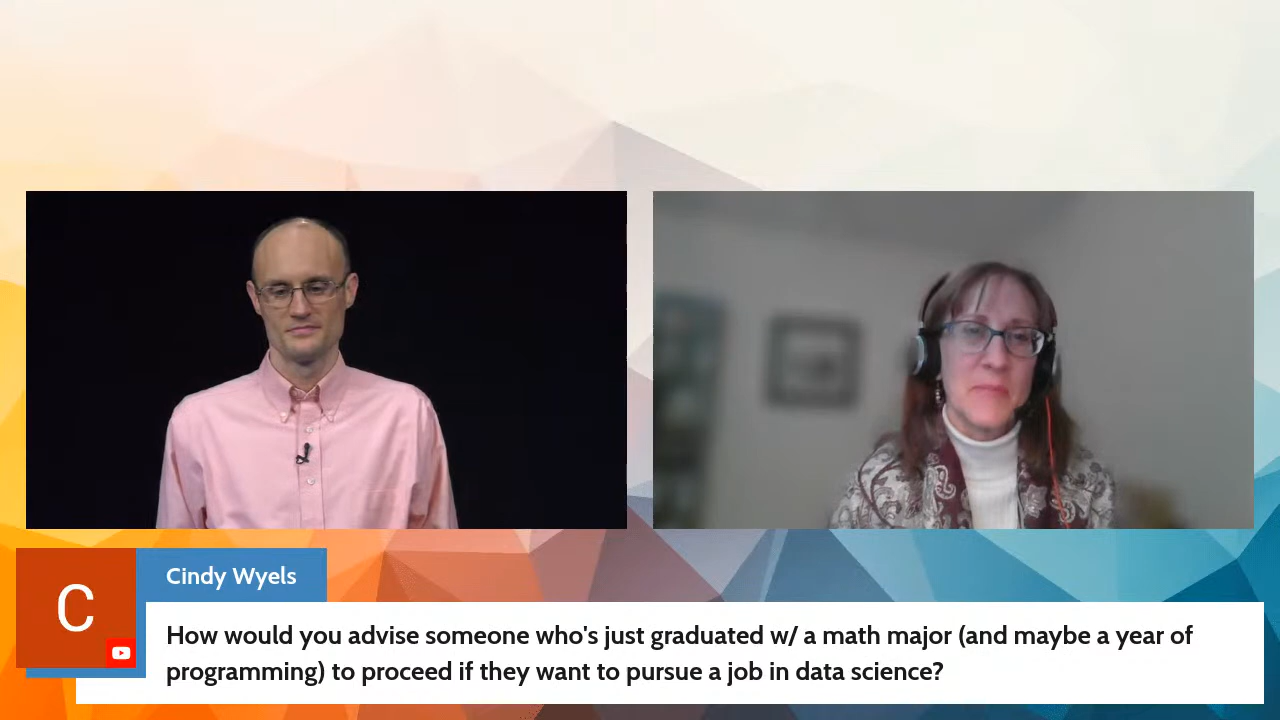 C
Cindy Wyels
How would you advise someone who's just graduated w/ a math major (and maybe a year of
programming) to proceed if they want to pursue a job in data science?